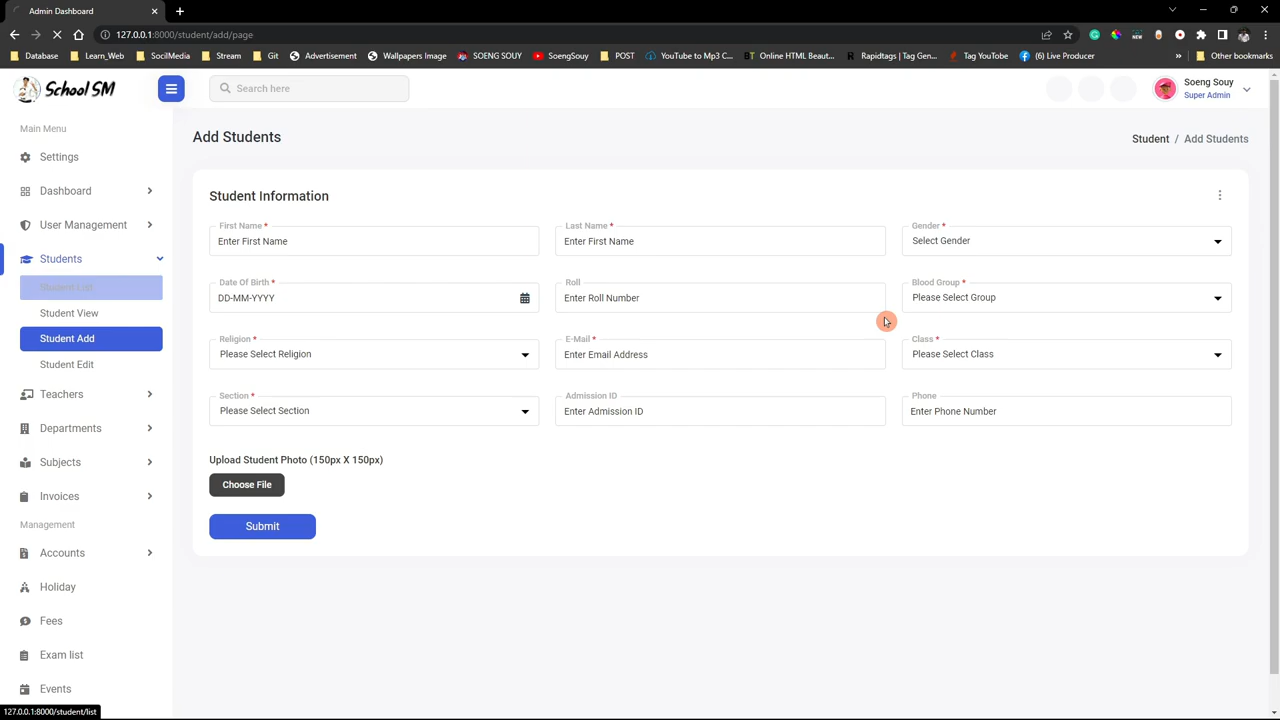 Admin Dashboard
127.0.0.1:8000/student/add/page
Database
Learn_Web
SocilMedia
Stream
Git
Advertisement
Wallpapers Image
SOENG SOUY
SoengSouy
POST
YouTube to Mp3 C...
Online HTML Beaut...
Rapidtags | Tag Gen...
Tag YouTube
(6) Live Producer
»
Other bookmarks
School SM
Search here
Soeng Souy
Super Admin
Main Menu
Settings
Dashboard
User Management
Students
Student List
Student View
Student Add
Student Edit
Teachers
Departments
Subjects
Invoices
Management
Accounts
Holiday
Fees
Exam list
Events
Add Students
Student / Add Students
Student Information
First Name *
Enter First Name
Last Name *
Enter First Name
Gender *
Select Gender
Date Of Birth *
DD-MM-YYYY
Roll
Enter Roll Number
Blood Group *
Please Select Group
Religion *
Please Select Religion
E-Mail *
Enter Email Address
Class *
Please Select Class
Section *
Please Select Section
Admission ID
Enter Admission ID
Phone
Enter Phone Number
Upload Student Photo (150px X 150px)
Choose File
Submit
127.0.0.1:8000/student/list